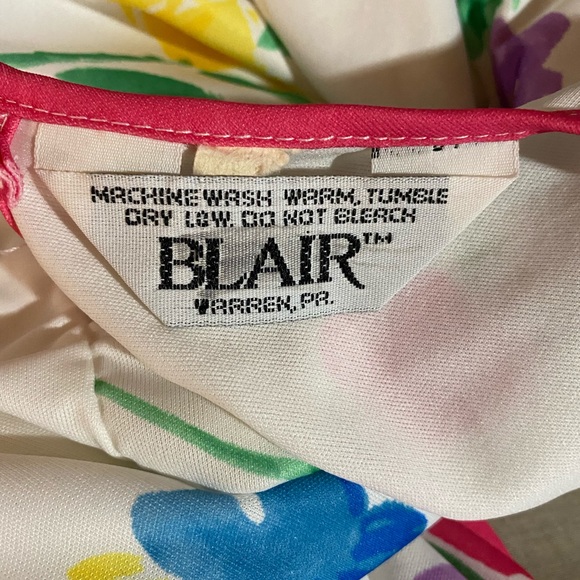 MACHINE WASH WARM, TUMBLE
DRY LOW. DO NOT BLEACH
BLAIR™
WARREN, PA.